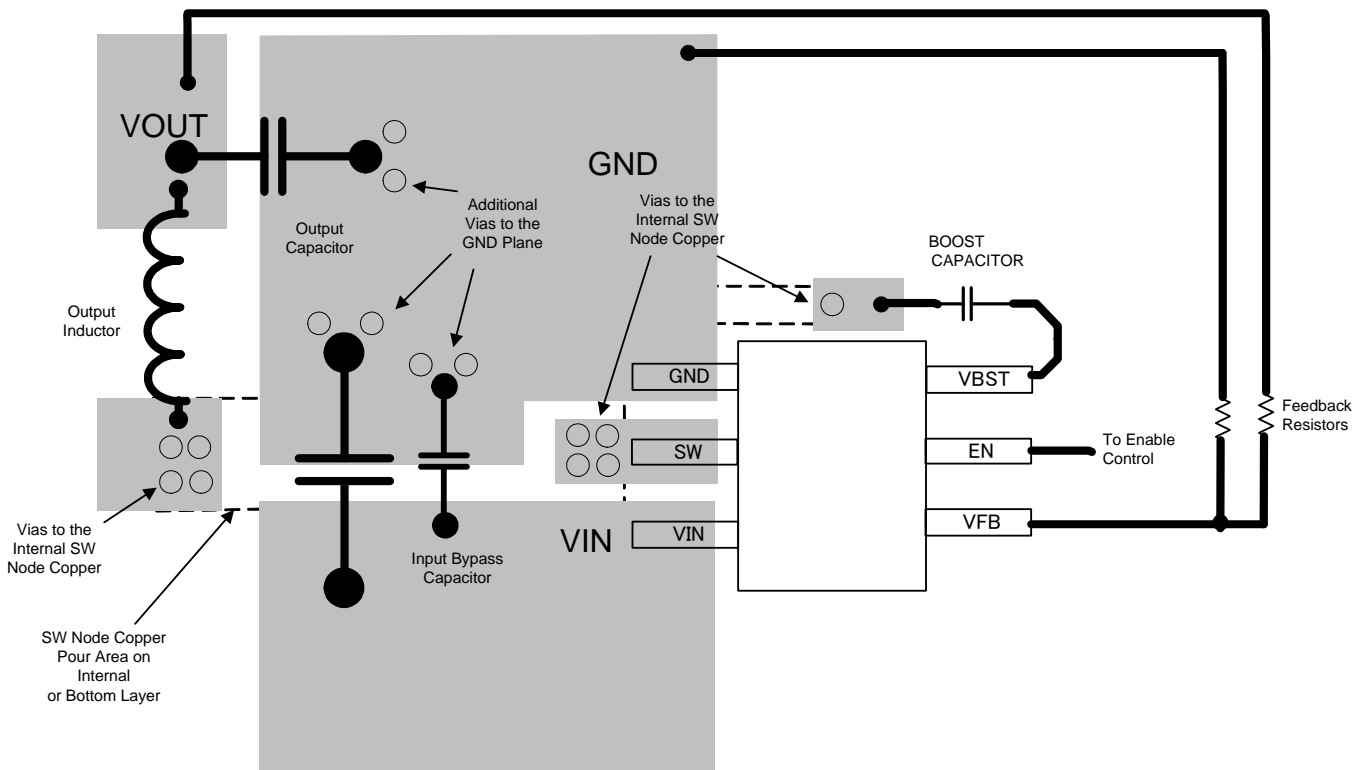 VOUT
GND
Output
Capacitor
Additional
Vias to the
GND Plane
Vias to the
Internal SW
Node Copper
BOOST
CAPACITOR
Output
Inductor
GND
VBST
SW
EN
To Enable
Control
Feedback
Resistors
VIN
VIN
VFB
Input Bypass
Capacitor
Vias to the
Internal SW
Node Copper
SW Node Copper
Pour Area on
Internal
or Bottom Layer